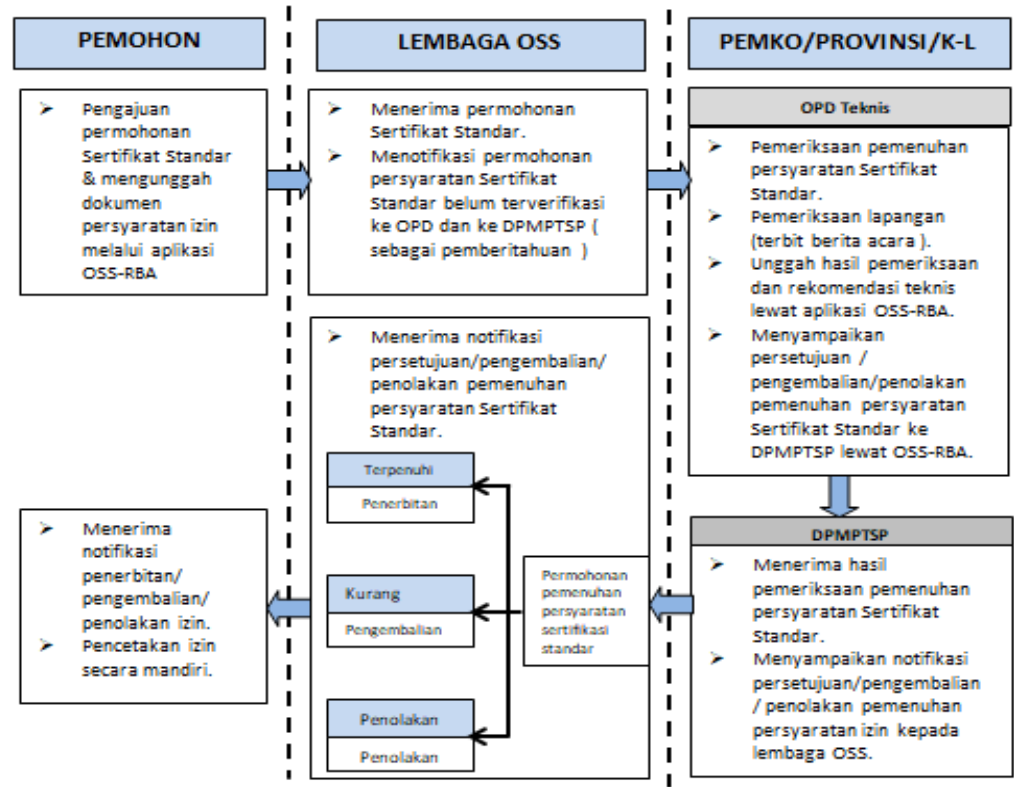 PEMOHON
LEMBAGA OSS
PEMKO/PROVINSI/K-L
➢ Pengajuan
permohonan
Sertifikat Standar
& mengunggah
dokumen
persyaratan izin
melalui aplikasi
OSS-RBA
➢ Menerima permohonan
Sertifikat Standar.
➢ Menotifikasi permohonan
persyaratan Sertifikat
Standar belum terverifikasi
ke OPD dan ke DPMPTSP (
sebagai pemberitahuan )
OPD Teknis
➢ Pemeriksaan pemenuhan
persyaratan Sertifikat
Standar.
➢ Pemeriksaan lapangan
(terbit berita acara ).
➢ Unggah hasil pemeriksaan
dan rekomendasi teknis
lewat aplikasi OSS-RBA.
➢ Menyampaikan
persetujuan /
pengembalian/penolakan
pemenuhan persyaratan
Sertifikat Standar ke
DPMPTSP lewat OSS-RBA.
DPMPTSP
➢ Menerima hasil
pemeriksaan pemenuhan
persyaratan Sertifikat
Standar.
➢ Menyampaikan notifikasi
persetujuan/pengembalian
/ penolakan pemenuhan
persyaratan izin kepada
lembaga OSS.
➢ Menerima notifikasi
persetujuan/pengembalian/
penolakan pemenuhan
persyaratan Sertifikat
Standar.
Permohonan
pemenuhan
persyaratan
sertifikasi
standar
Terpenuhi
Penerbitan
Kurang
Pengembalian
Penolakan
Penolakan
➢ Menerima
notifikasi
penerbitan/
pengembalian/
penolakan izin.
➢ Pencetakan izin
secara mandiri.